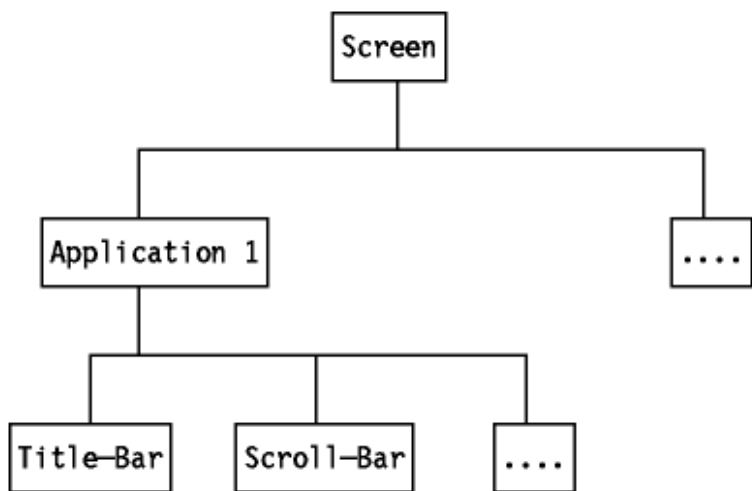 Screen
Application 1
....
Title-Bar
Scroll-Bar
....